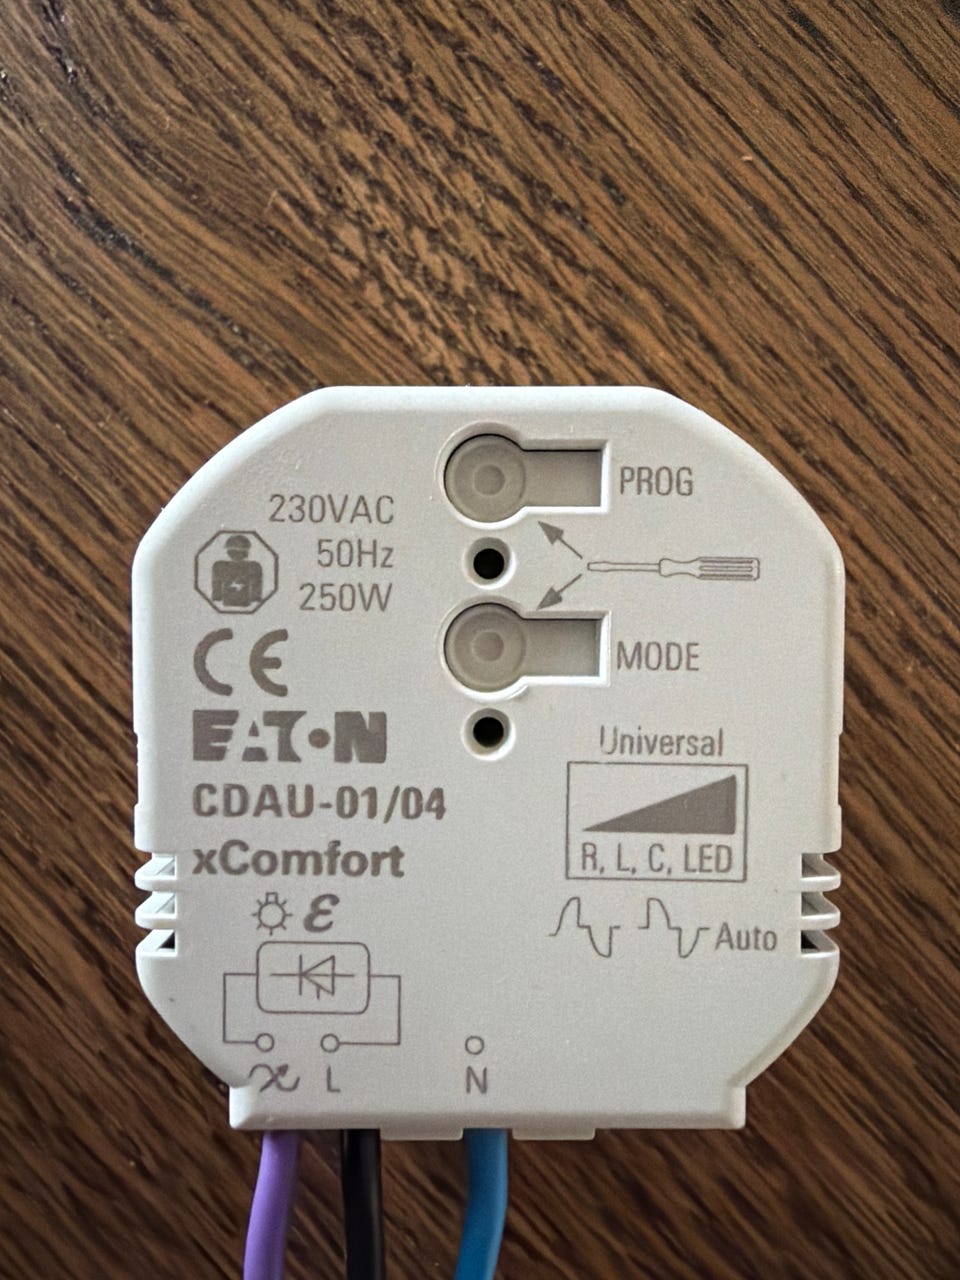 PROG
230VAC
50Hz
250W
MODE
CE
EATON
Universal
CDAU-01/04
R, L, C, LED
xComfort
Auto
L
N